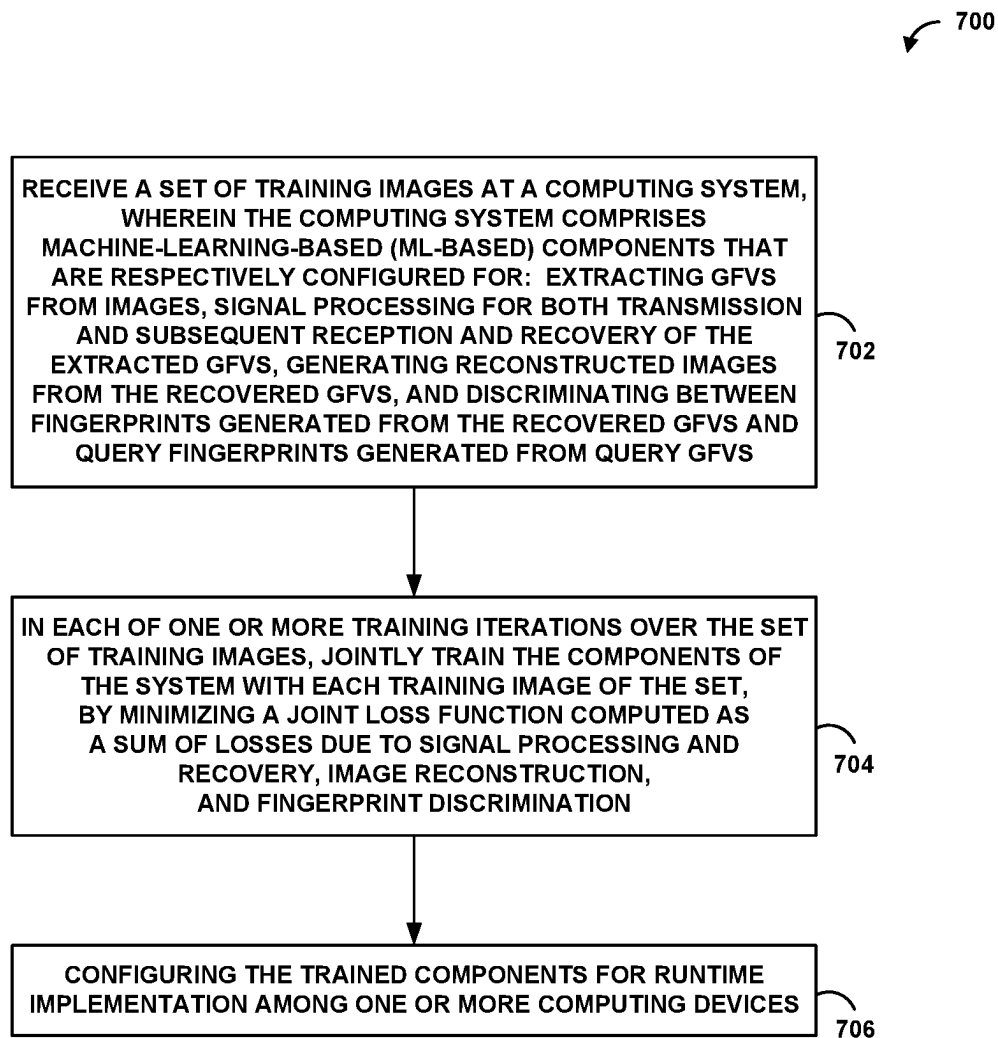 700
RECEIVE A SET OF TRAINING IMAGES AT A COMPUTING SYSTEM,
WHEREIN THE COMPUTING SYSTEM COMPRISES
MACHINE-LEARNING-BASED (ML-BASED) COMPONENTS THAT
ARE RESPECTIVELY CONFIGURED FOR: EXTRACTING GFVS
FROM IMAGES, SIGNAL PROCESSING FOR BOTH TRANSMISSION
AND SUBSEQUENT RECEPTION AND RECOVERY OF THE
EXTRACTED GFVS, GENERATING RECONSTRUCTED IMAGES
FROM THE RECOVERED GFVS, AND DISCRIMINATING BETWEEN
FINGERPRINTS GENERATED FROM THE RECOVERED GFVS AND
QUERY FINGERPRINTS GENERATED FROM QUERY GFVS
702
IN EACH OF ONE OR MORE TRAINING ITERATIONS OVER THE SET
OF TRAINING IMAGES, JOINTLY TRAIN THE COMPONENTS OF
THE SYSTEM WITH EACH TRAINING IMAGE OF THE SET,
BY MINIMIZING A JOINT LOSS FUNCTION COMPUTED AS
A SUM OF LOSSES DUE TO SIGNAL PROCESSING AND
RECOVERY, IMAGE RECONSTRUCTION,
AND FINGERPRINT DISCRIMINATION
704
CONFIGURING THE TRAINED COMPONENTS FOR RUNTIME
IMPLEMENTATION AMONG ONE OR MORE COMPUTING DEVICES
706